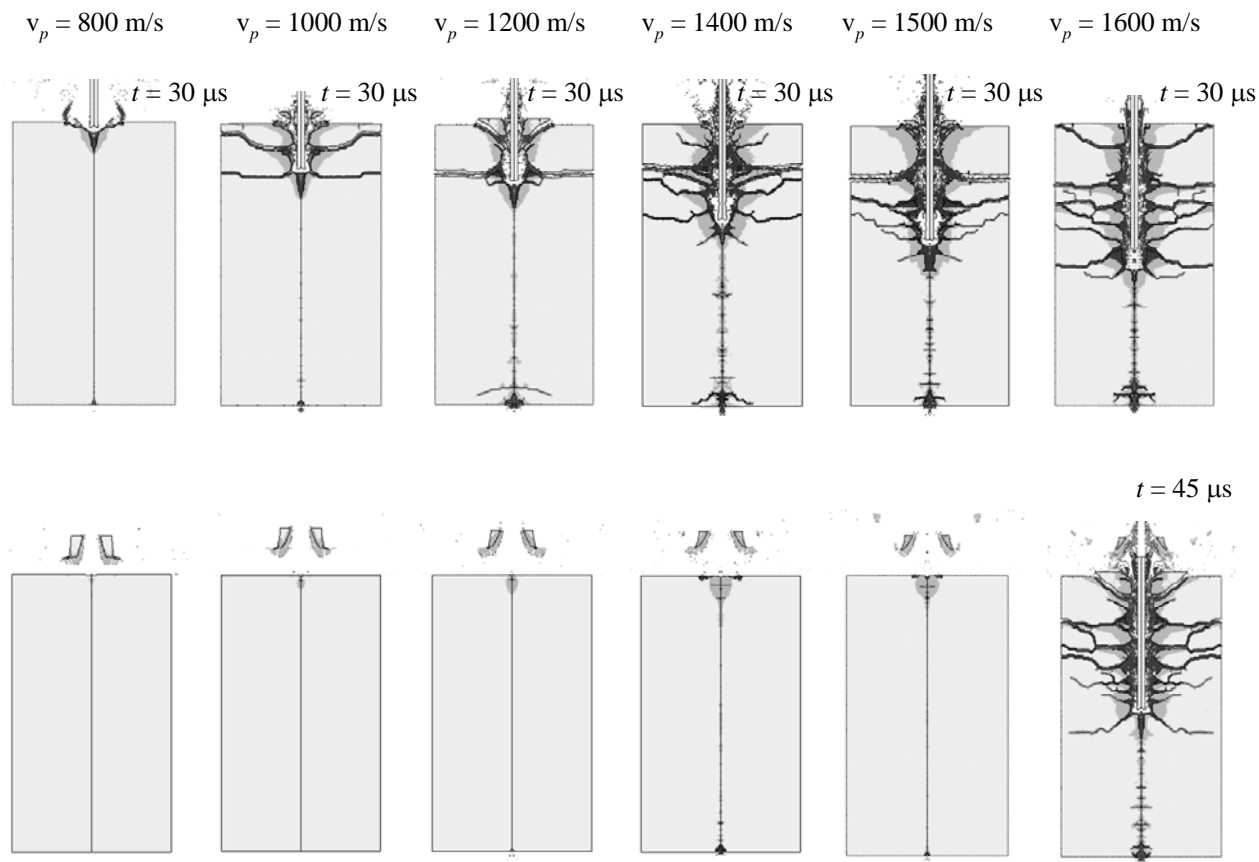 v_p = 800 m/s v_p = 1000 m/s v_p = 1200 m/s v_p = 1400 m/s v_p = 1500 m/s v_p = 1600 m/s
t = 30 μs t = 30 μs t = 30 μs t = 30 μs t = 30 μs t = 30 μs
t = 45 μs